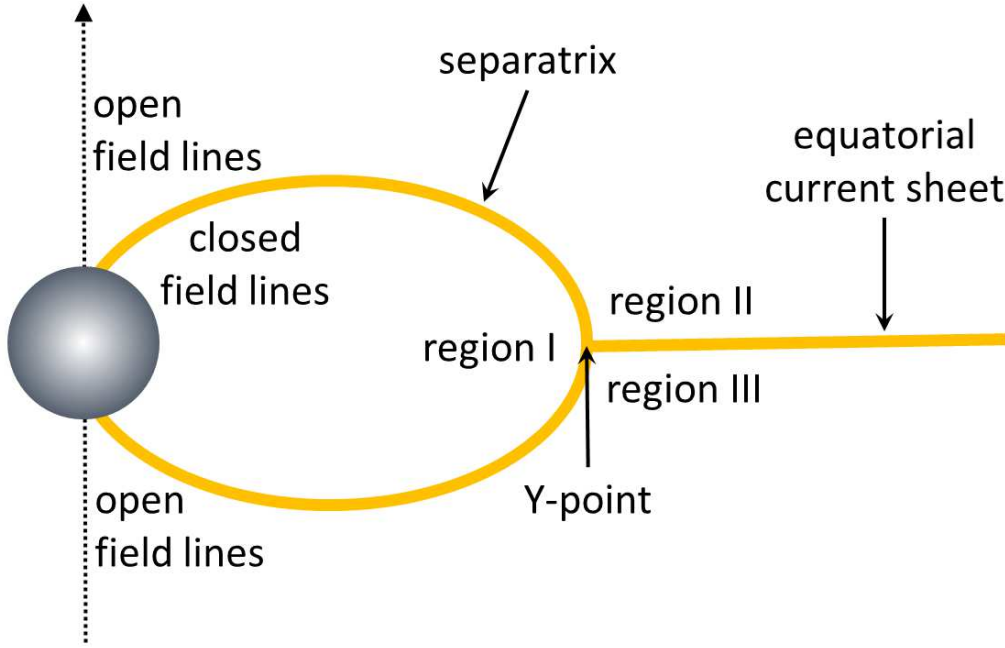 separatrix
open
field lines
equatorial
current sheet
closed
field lines
region II
region I
region III
Y-point
open
field lines